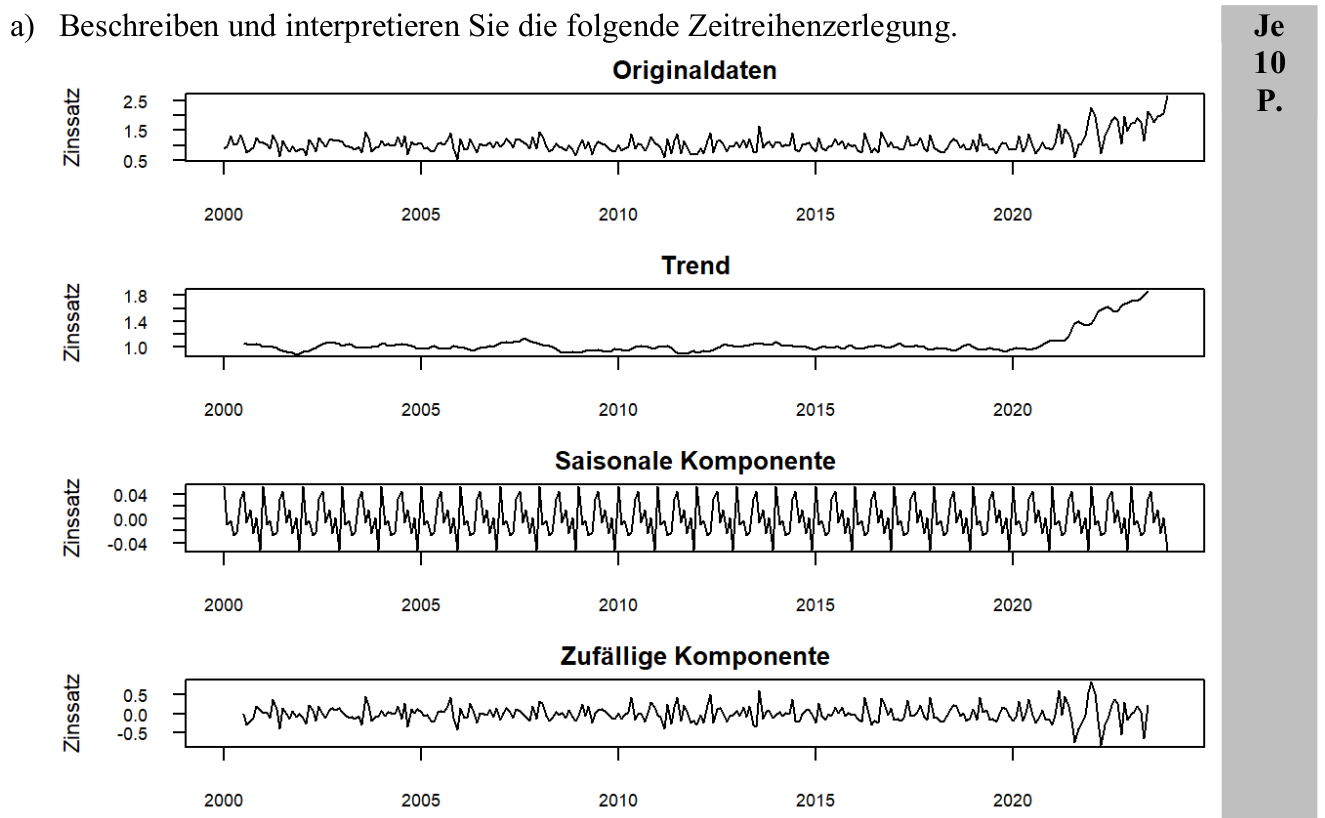 a) Beschreiben und interpretieren Sie die folgende Zeitreihenzerlegung.
Je
10
P.
Originaldaten
Zinssatz
2.5
1.5
0.5
2000 2005 2010 2015 2020
Trend
Zinssatz
1.8
1.4
1.0
2000 2005 2010 2015 2020
Saisonale Komponente
Zinssatz
0.04
0.00
-0.04
2000 2005 2010 2015 2020
Zufällige Komponente
Zinssatz
0.5
0.0
-0.5
2000 2005 2010 2015 2020